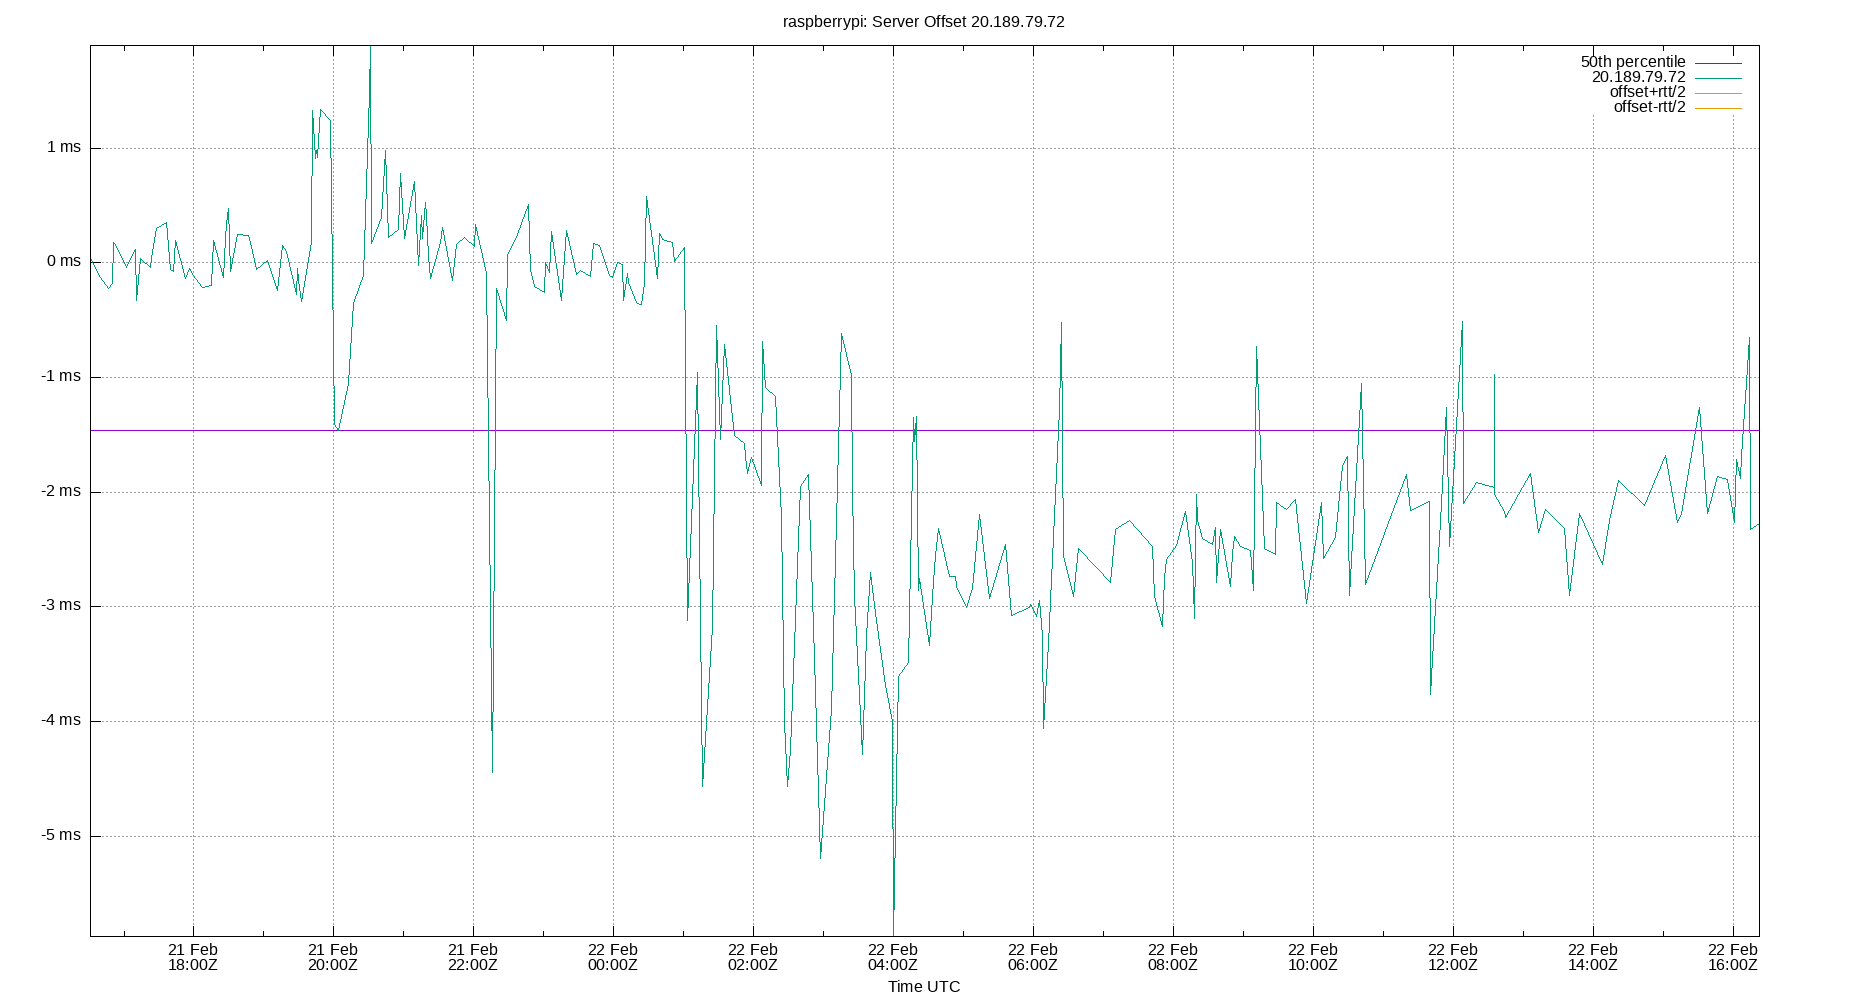 raspberrypi: Server Offset 20.189.79.72
50th percentile
20.189.79.72
offset+rtt/2
offset-rtt/2
1 ms
0 ms
-1 ms
-2 ms
-3 ms
-4 ms
-5 ms
21 Feb 21 Feb 21 Feb 22 Feb 22 Feb 22 Feb 22 Feb 22 Feb 22 Feb 22 Feb 22 Feb 22 Feb
18:00Z 20:00Z 22:00Z 00:00Z 02:00Z 04:00Z 06:00Z 08:00Z 10:00Z 12:00Z 14:00Z 16:00Z
Time UTC